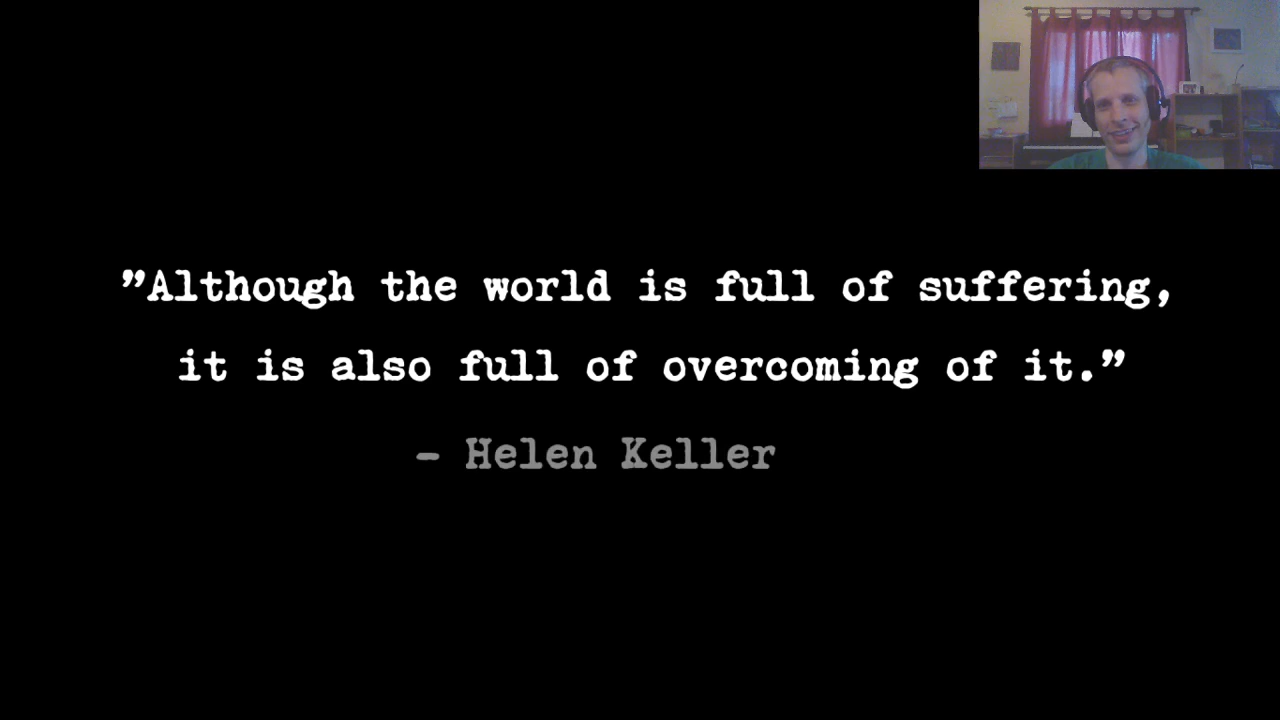 ”Although the world is full of suffering,
it is also full of overcoming of it.”
- Helen Keller